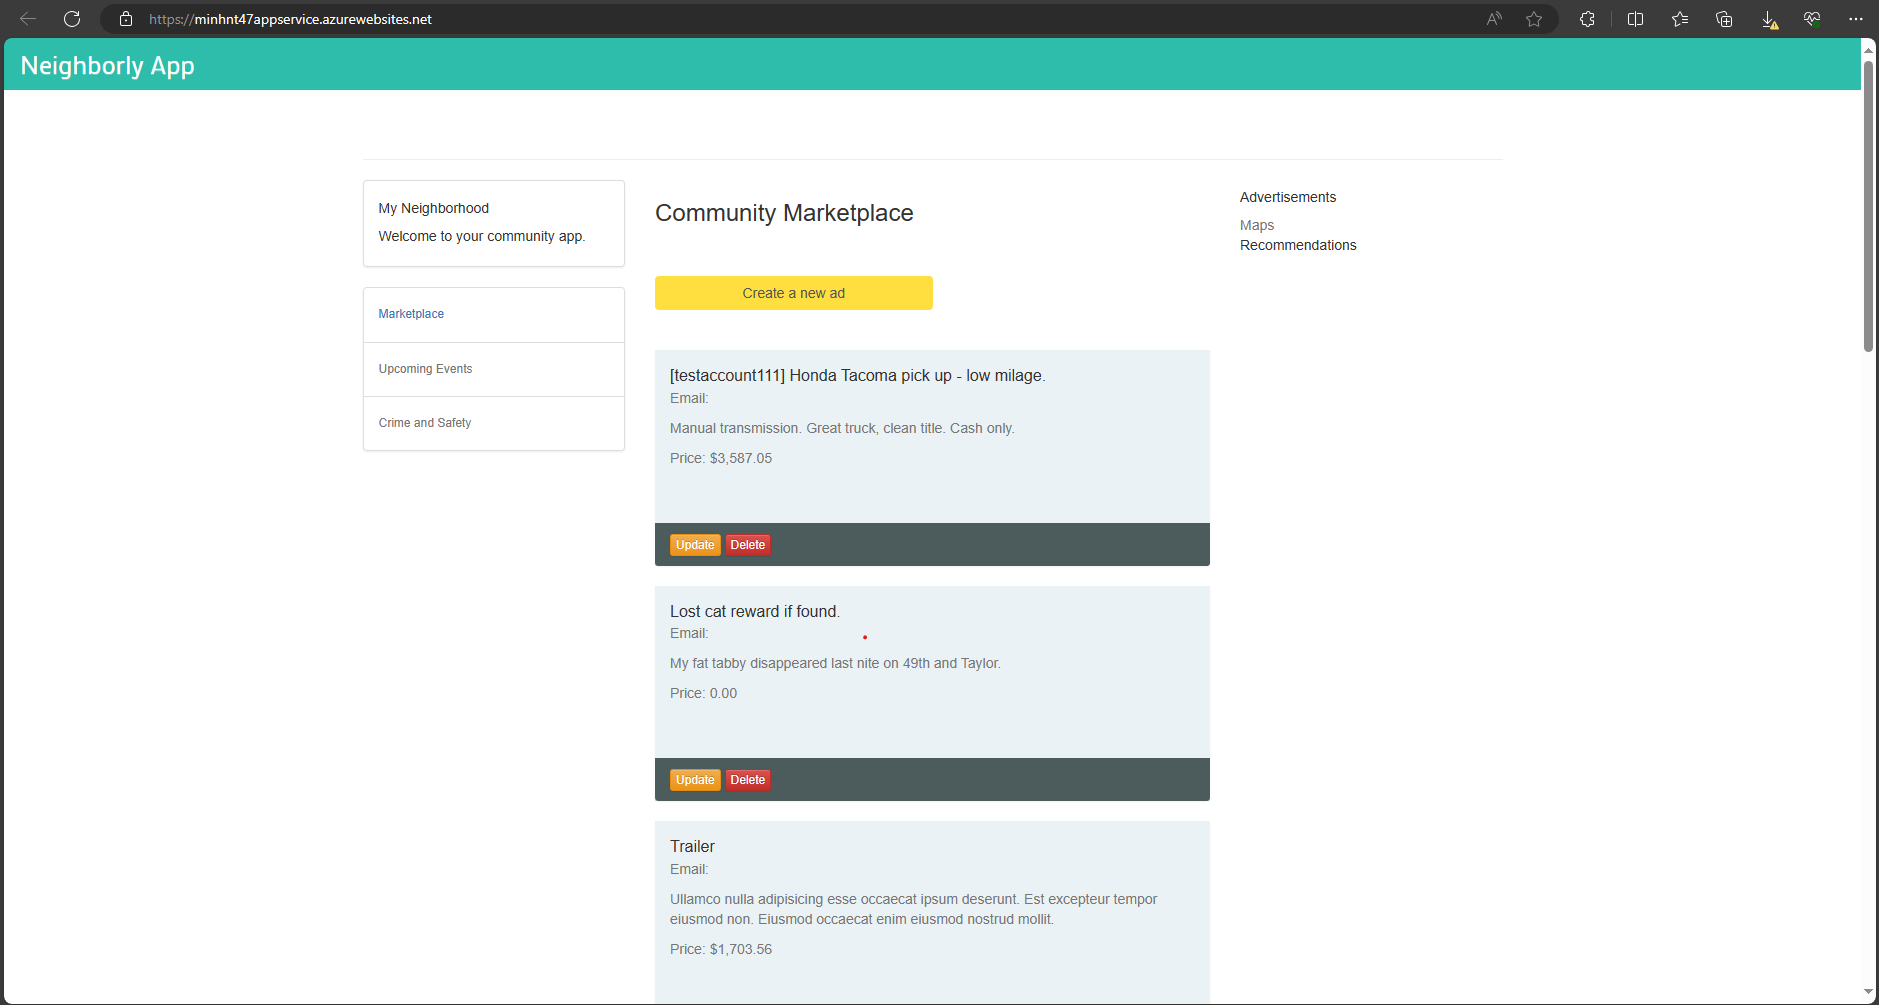 https://minhnt47appservice.azurewebsites.net
Neighborly App
My Neighborhood
Welcome to your community app.
Marketplace
Upcoming Events
Crime and Safety
Community Marketplace
Create a new ad
[testaccount111] Honda Tacoma pick up - low milage.
Email:
Manual transmission. Great truck, clean title. Cash only.
Price: $3,587.05
Update Delete
Lost cat reward if found.
Email:
My fat tabby disappeared last nite on 49th and Taylor.
Price: 0.00
Update Delete
Trailer
Email:
Ullamco nulla adipisicing esse occaecat ipsum deserunt. Est excepteur tempor
eiusmod non. Eiusmod occaecat enim eiusmod nostrud mollit.
Price: $1,703.56
Advertisements
Maps
Recommendations